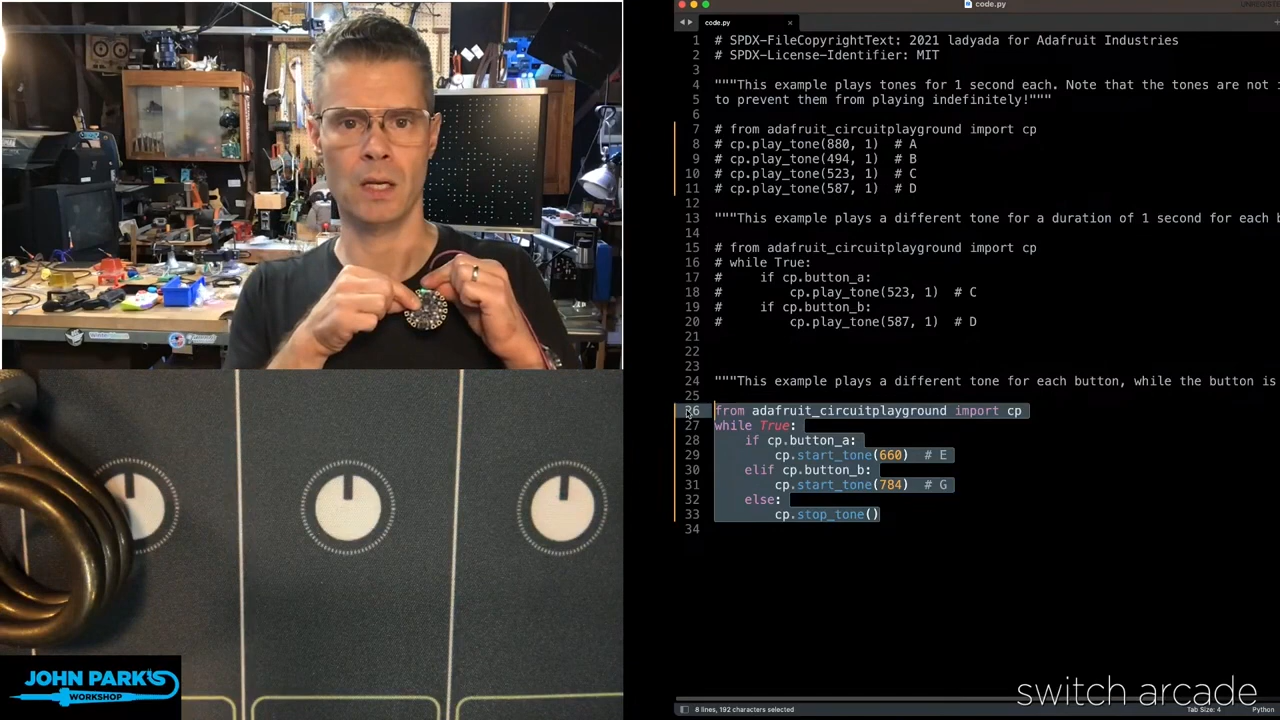 code.py
code.py
1 # SPDX-FileCopyrightText: 2021 ladyada for Adafruit Industries
2 # SPDX-License-Identifier: MIT
3
4 """This example plays tones for 1 second each. Note that the tones are not i
5 to prevent them from playing indefinitely!"""
6
7 # from adafruit_circuitplayground import cp
8 # cp.play_tone(880, 1)  # A
9 # cp.play_tone(494, 1)  # B
10 # cp.play_tone(523, 1)  # C
11 # cp.play_tone(587, 1)  # D
12
13 """This example plays a different tone for a duration of 1 second for each
14
15 # from adafruit_circuitplayground import cp
16 # while True:
17 #     if cp.button_a:
18 #         cp.play_tone(523, 1)  # C
19 #     if cp.button_b:
20 #         cp.play_tone(587, 1)  # D
21
22
23
24 """This example plays a different tone for each button, while the button is
25
26 from adafruit_circuitplayground import cp
27 while True:
28     if cp.button_a:
29         cp.start_tone(660)  # E
30     elif cp.button_b:
31         cp.start_tone(784)  # G
32     else:
33         cp.stop_tone()
34
JOHN PARK'S
WORKSHOP
switch arcade
8 lines, 192 characters selected
Tab Size: 4
Python